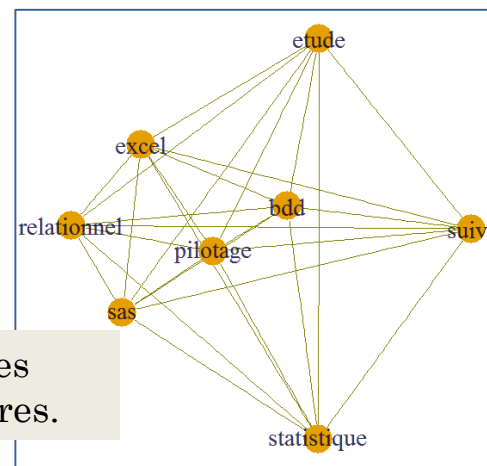 etude
excel
bdd
relationnel
suiv
pilotage
sas
es
res.
statistique